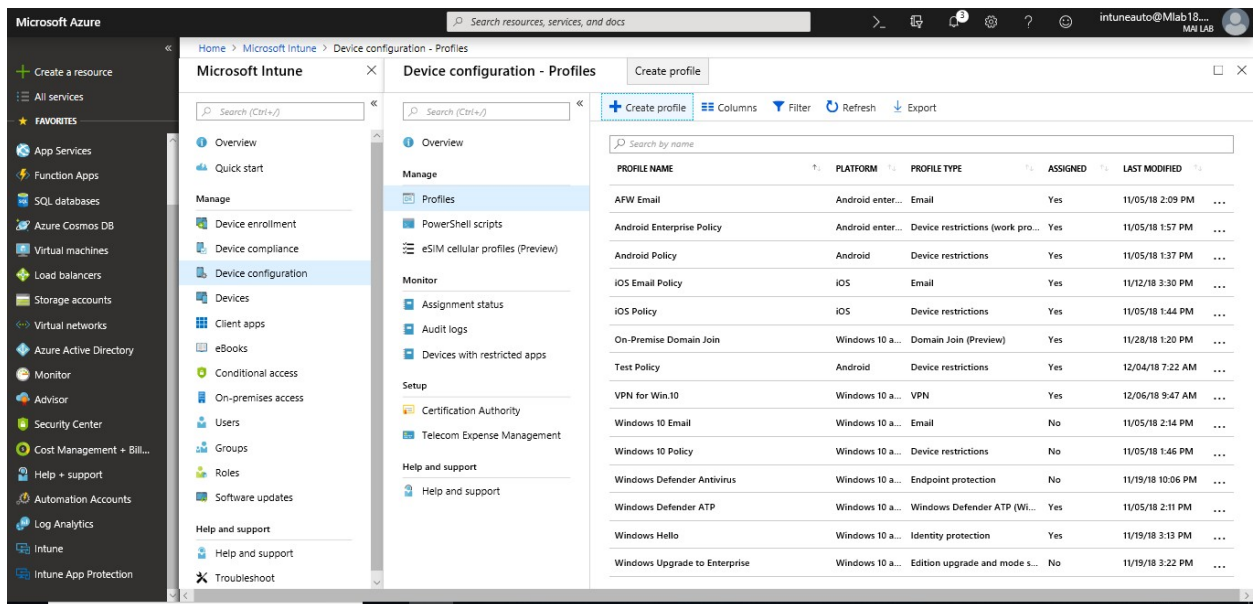 Microsoft Azure
Search resources, services, and docs
3
intuneauto@Mlab18....
MAI LAB
Home > Microsoft Intune > Device configuration - Profiles
Create a resource
All services
FAVORITES
App Services
Function Apps
SQL databases
Azure Cosmos DB
Virtual machines
Load balancers
Storage accounts
Virtual networks
Azure Active Directory
Monitor
Advisor
Security Center
Cost Management + Bill...
Help + support
Automation Accounts
Log Analytics
Intune
Intune App Protection
Microsoft Intune
Search (Ctrl+/)
Overview
Quick start
Manage
Device enrollment
Device compliance
Device configuration
Devices
Client apps
eBooks
Conditional access
On-premises access
Users
Groups
Roles
Software updates
Help and support
Help and support
Troubleshoot
Device configuration - Profiles
Search (Ctrl+/)
Overview
Manage
Profiles
PowerShell scripts
eSIM cellular profiles (Preview)
Monitor
Assignment status
Audit logs
Devices with restricted apps
Setup
Certification Authority
Telecom Expense Management
Help and support
Help and support
Create profile
Create profile Columns Filter Refresh Export
Search by name
PROFILE NAME PLATFORM PROFILE TYPE ASSIGNED LAST MODIFIED
AFW Email Android enter... Email Yes 11/05/18 2:09 PM ...
Android Enterprise Policy Android enter... Device restrictions (work pro... Yes 11/05/18 1:57 PM ...
Android Policy Android Device restrictions Yes 11/05/18 1:37 PM ...
iOS Email Policy iOS Email Yes 11/12/18 3:30 PM ...
iOS Policy iOS Device restrictions Yes 11/05/18 1:44 PM ...
On-Premise Domain Join Windows 10 a... Domain Join (Preview) Yes 11/28/18 1:20 PM ...
Test Policy Android Device restrictions Yes 12/04/18 7:22 AM ...
VPN for Win.10 Windows 10 a... VPN Yes 12/06/18 9:47 AM ...
Windows 10 Email Windows 10 a... Email No 11/05/18 2:14 PM ...
Windows 10 Policy Windows 10 a... Device restrictions No 11/05/18 1:46 PM ...
Windows Defender Antivirus Windows 10 a... Endpoint protection No 11/19/18 10:06 PM ...
Windows Defender ATP Windows 10 a... Windows Defender ATP (Wi... Yes 11/05/18 2:11 PM ...
Windows Hello Windows 10 a... Identity protection Yes 11/19/18 3:13 PM ...
Windows Upgrade to Enterprise Windows 10 a... Edition upgrade and mode s... No 11/19/18 3:22 PM ...